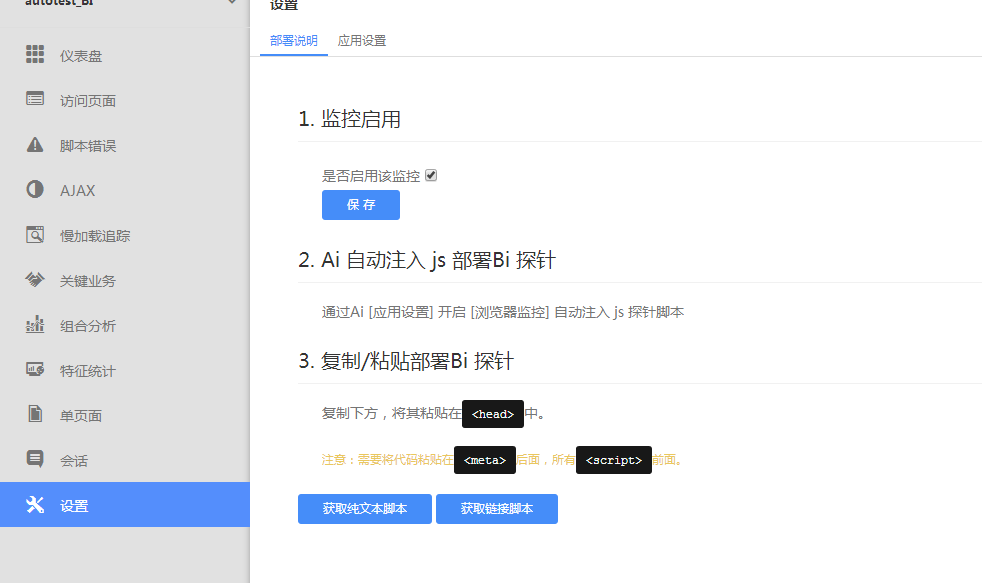 autotest_BI
设置
部署说明 应用设置
仪表盘
访问页面
脚本错误
AJAX
慢加载追踪
关键业务
组合分析
特征统计
单页面
会话
设置
1. 监控启用
是否启用该监控
保 存
2. Ai 自动注入 js 部署Bi 探针
通过Ai [应用设置] 开启 [浏览器监控] 自动注入 js 探针脚本
3. 复制/粘贴部署Bi 探针
复制下方，将其粘贴在 <head> 中。
注意：需要将代码粘贴在 <meta> 后面，所有 <script> 前面。
获取纯文本脚本 获取链接脚本